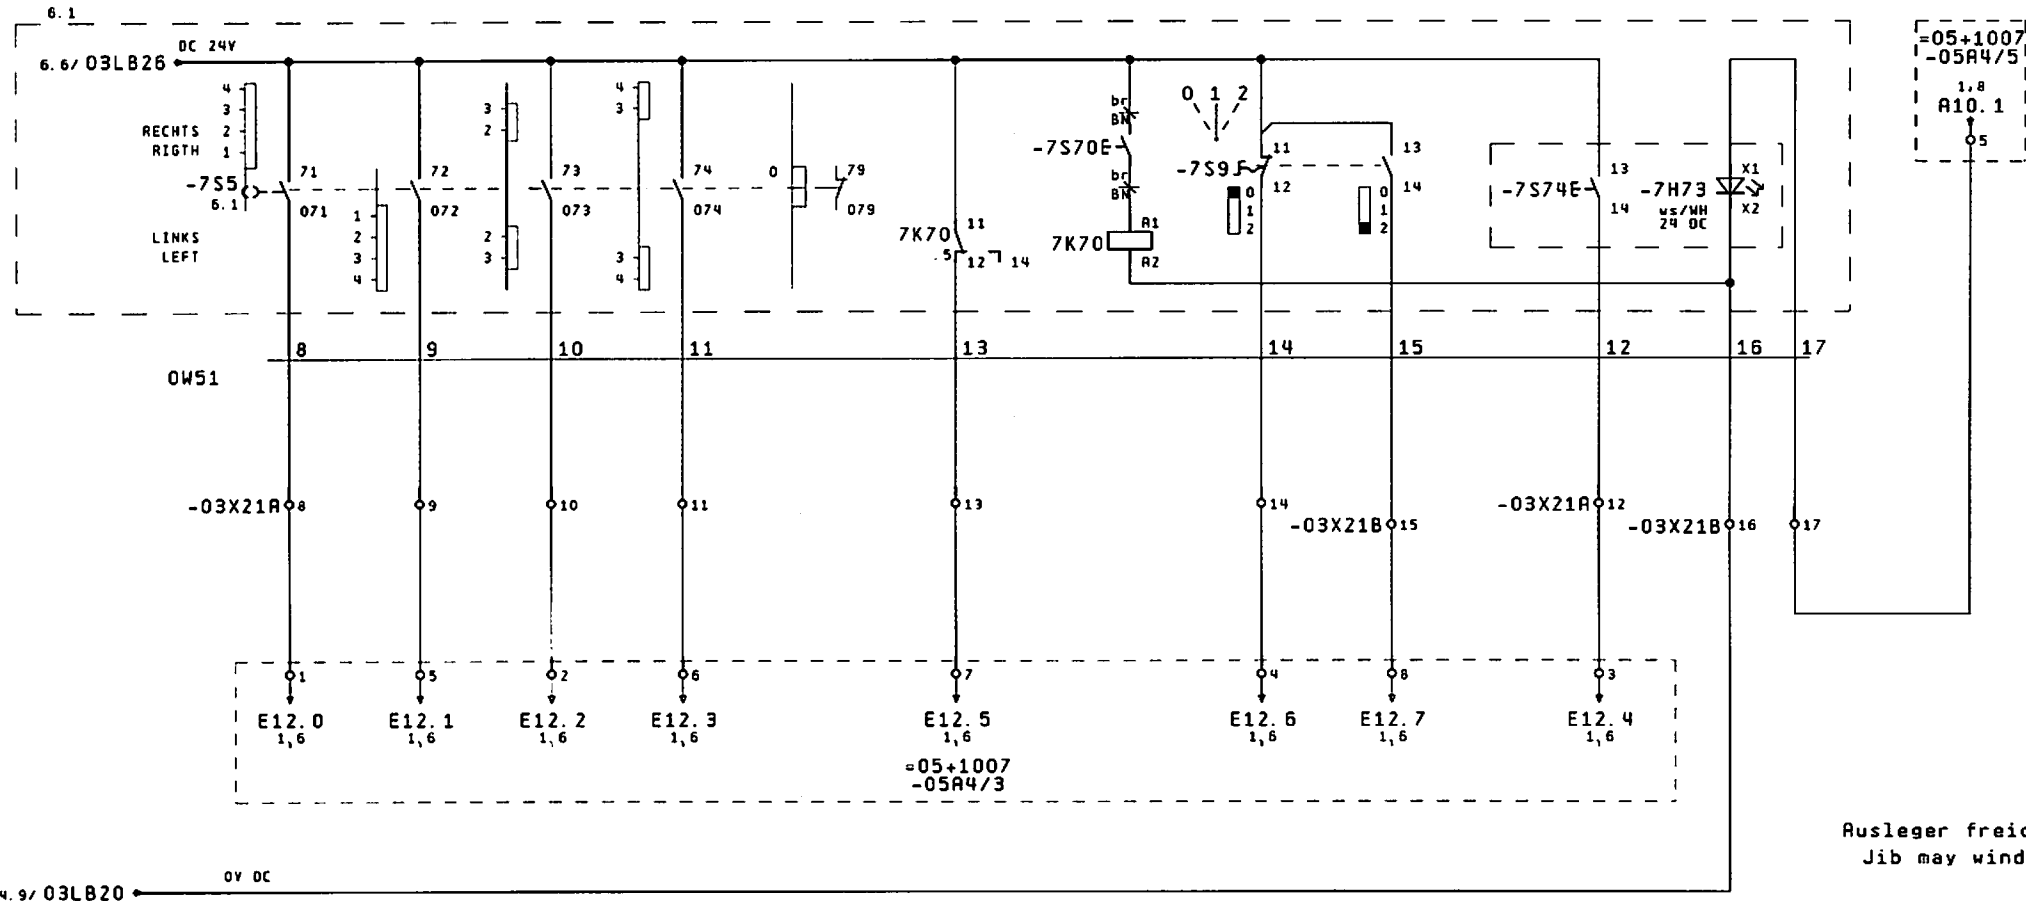 6.1
DC 24V
6.6/ 03LB26
4
3
2
1
RECHTS
RIGTH
-7S5
6.1
71
071
LINKS
LEFT
1
2
3
4
72
072
3
2
2
3
73
073
4
3
3
4
74
074
0
79
079
7K70
.5
11
12
14
br
BN
-7S70E
br
BN
7K70
A1
A2
0 1 2
-7S9
11
12
0
1
2
13
14
0
1
2
-7S74E
13
14
-7H73
ws/WH
24 DC
X1
X2
=05+1007
-05A4/5
1,8
A10.1
5
8
9
10
11
13
14
15
12
16
17
0W51
-03X21A
8
9
10
11
13
14
-03X21B
15
-03X21A
12
-03X21B
16
17
1
5
2
6
7
4
8
3
E12.0
1,6
E12.1
1,6
E12.2
1,6
E12.3
1,6
E12.5
1,6
E12.6
1,6
E12.7
1,6
E12.4
1,6
=05+1007
-05A4/3
Ausleger
Jib may wind
0V DC
4.9/ 03LB20